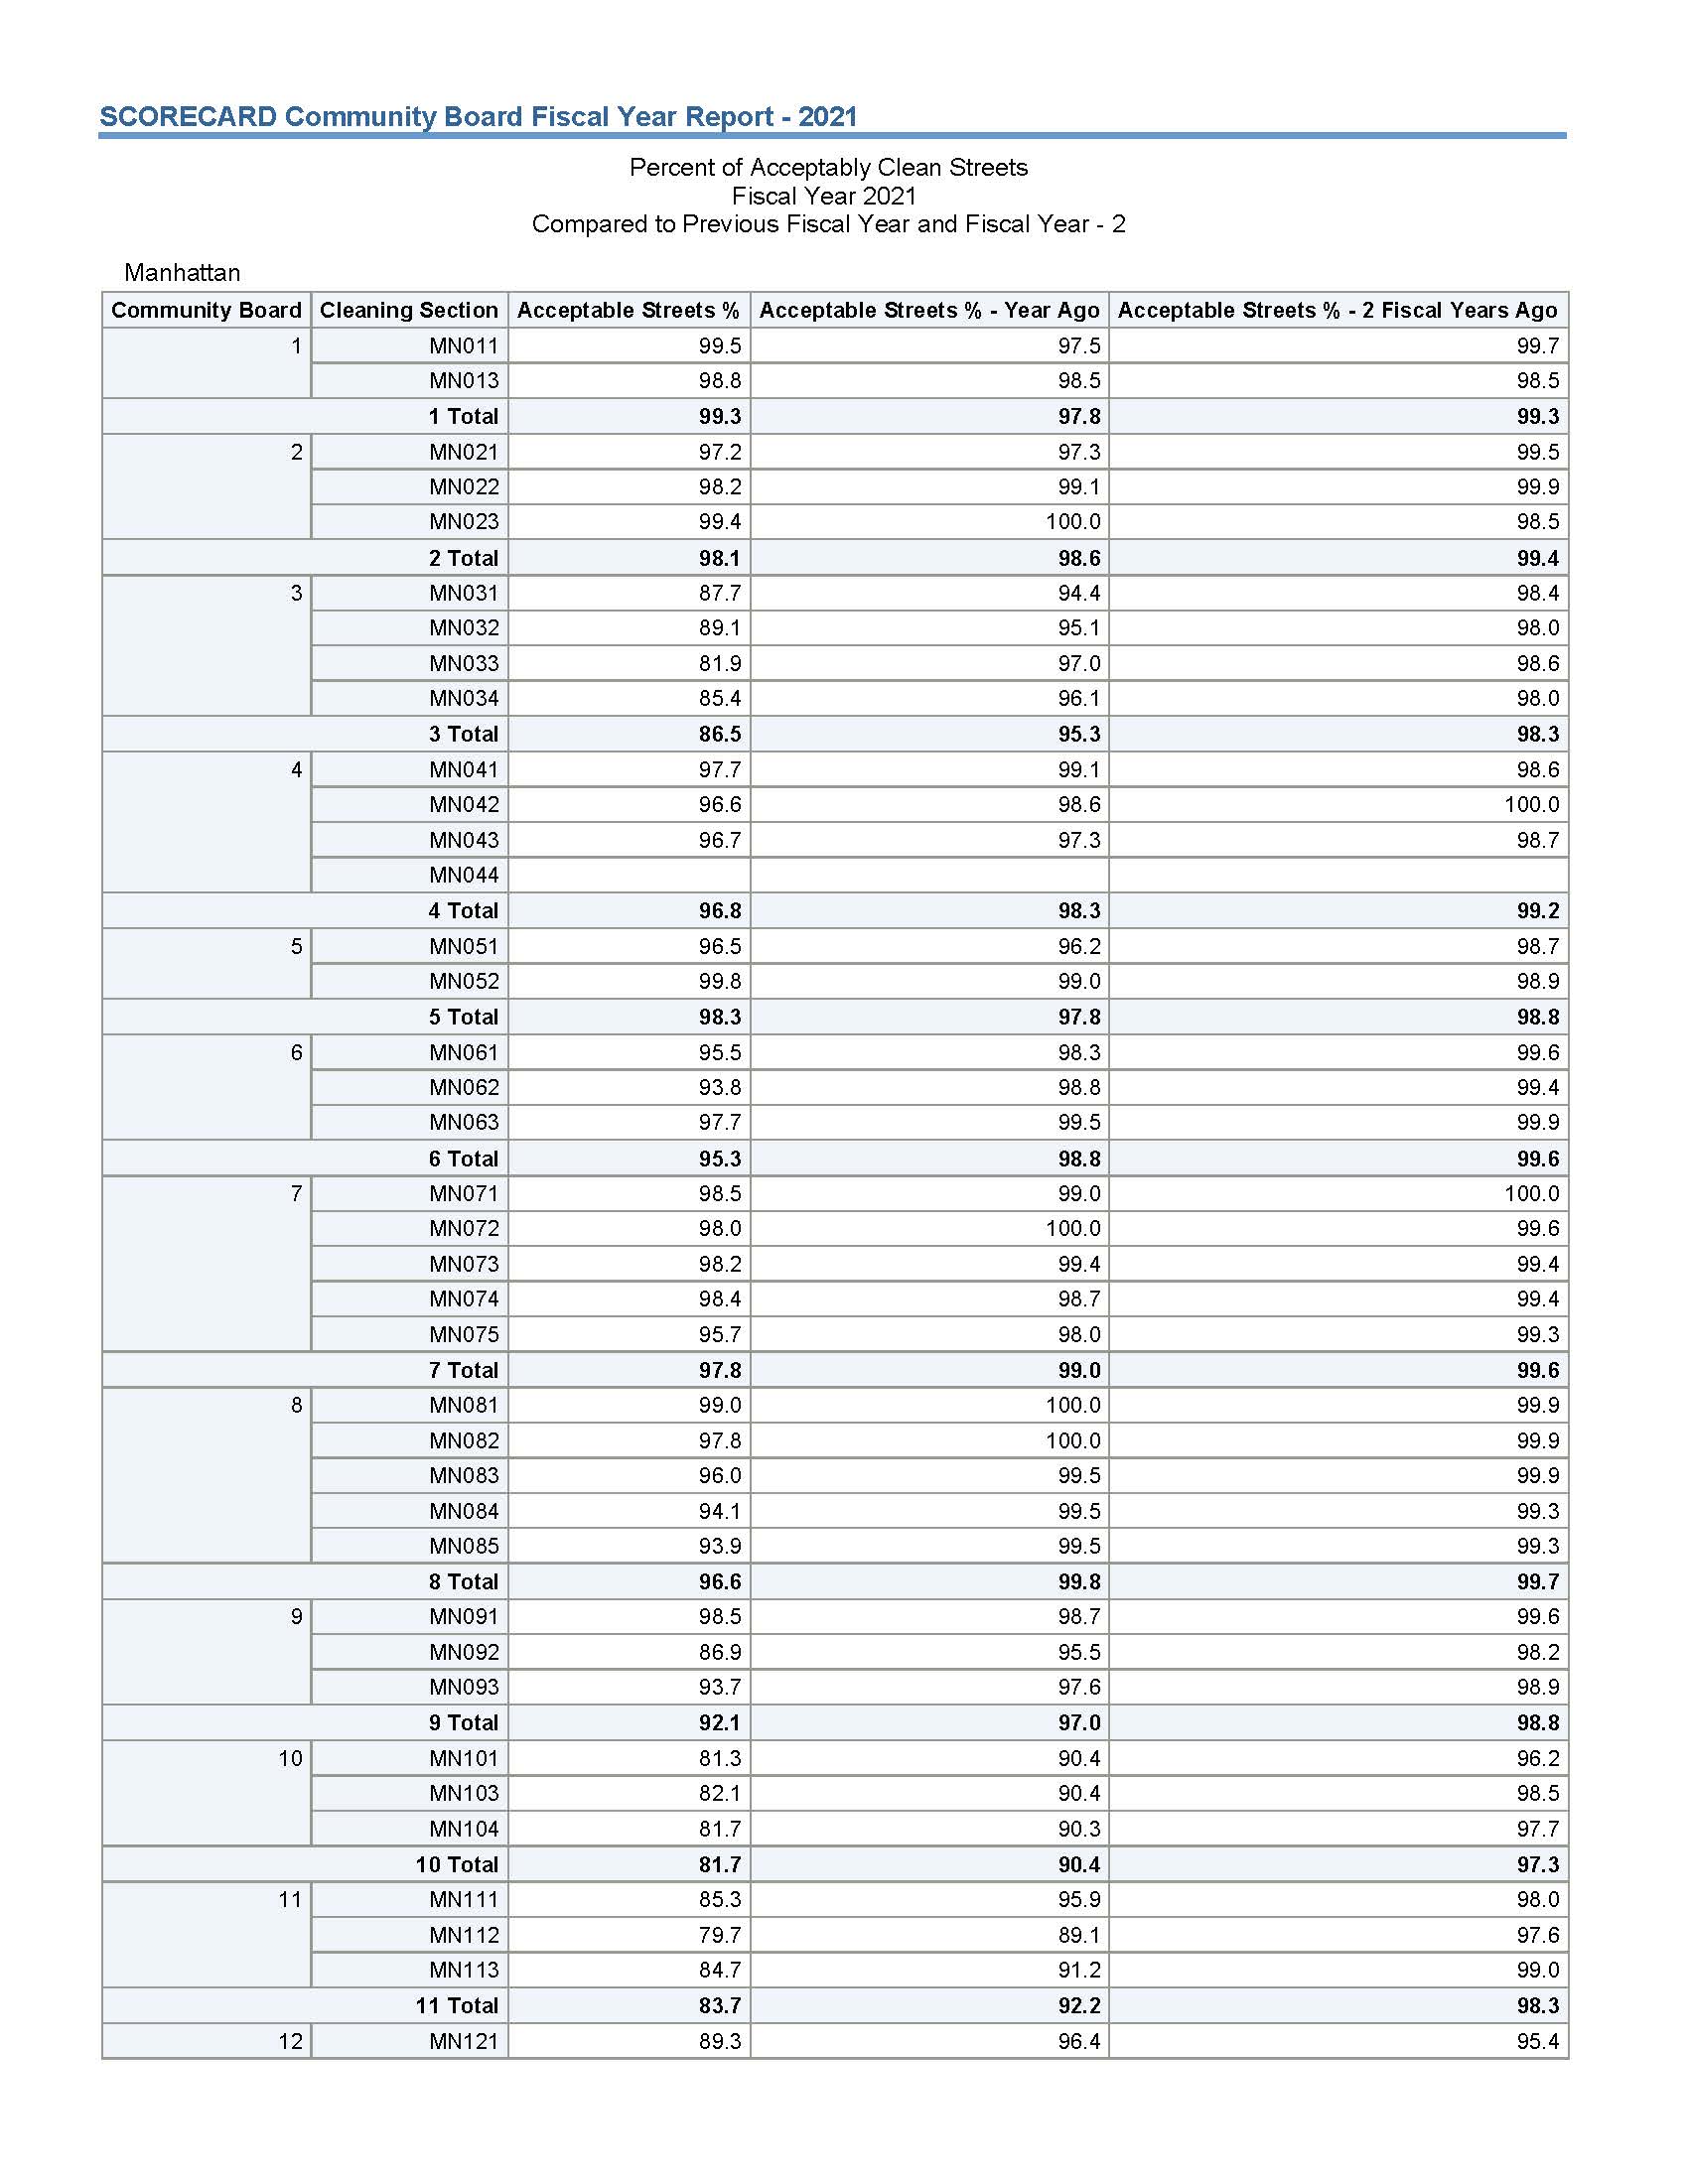 SCORECARD Community Board Fiscal Year Report - 2021
Percent of Acceptably Clean Streets
Fiscal Year 2021
Compared to Previous Fiscal Year and Fiscal Year - 2
Manhattan
Community Board Cleaning Section Acceptable Streets % Acceptable Streets % - Year Ago Acceptable Streets % - 2 Fiscal Years Ago
1 MN011 99.5 97.5 99.7
MN013 98.8 98.5 98.5
1 Total 99.3 97.8 99.3
2 MN021 97.2 97.3 99.5
MN022 98.2 99.1 99.9
MN023 99.4 100.0 98.5
2 Total 98.1 98.6 99.4
3 MN031 87.7 94.4 98.4
MN032 89.1 95.1 98.0
MN033 81.9 97.0 98.6
MN034 85.4 96.1 98.0
3 Total 86.5 95.3 98.3
4 MN041 97.7 99.1 98.6
MN042 96.6 98.6 100.0
MN043 96.7 97.3 98.7
MN044
4 Total 96.8 98.3 99.2
5 MN051 96.5 96.2 98.7
MN052 99.8 99.0 98.9
5 Total 98.3 97.8 98.8
6 MN061 95.5 98.3 99.6
MN062 93.8 98.8 99.4
MN063 97.7 99.5 99.9
6 Total 95.3 98.8 99.6
7 MN071 98.5 99.0 100.0
MN072 98.0 100.0 99.6
MN073 98.2 99.4 99.4
MN074 98.4 98.7 99.4
MN075 95.7 98.0 99.3
7 Total 97.8 99.0 99.6
8 MN081 99.0 100.0 99.9
MN082 97.8 100.0 99.9
MN083 96.0 99.5 99.9
MN084 94.1 99.5 99.3
MN085 93.9 99.5 99.3
8 Total 96.6 99.8 99.7
9 MN091 98.5 98.7 99.6
MN092 86.9 95.5 98.2
MN093 93.7 97.6 98.9
9 Total 92.1 97.0 98.8
10 MN101 81.3 90.4 96.2
MN103 82.1 90.4 98.5
MN104 81.7 90.3 97.7
10 Total 81.7 90.4 97.3
11 MN111 85.3 95.9 98.0
MN112 79.7 89.1 97.6
MN113 84.7 91.2 99.0
11 Total 83.7 92.2 98.3
12 MN121 89.3 96.4 95.4